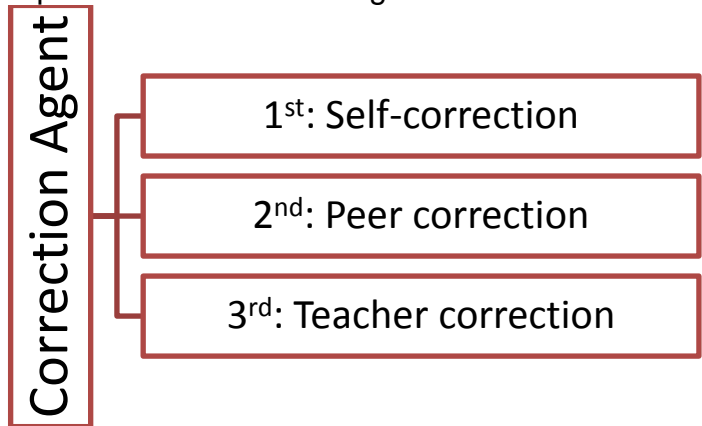 Correction Agent
1st: Self-correction
2nd: Peer correction
3rd: Teacher correction